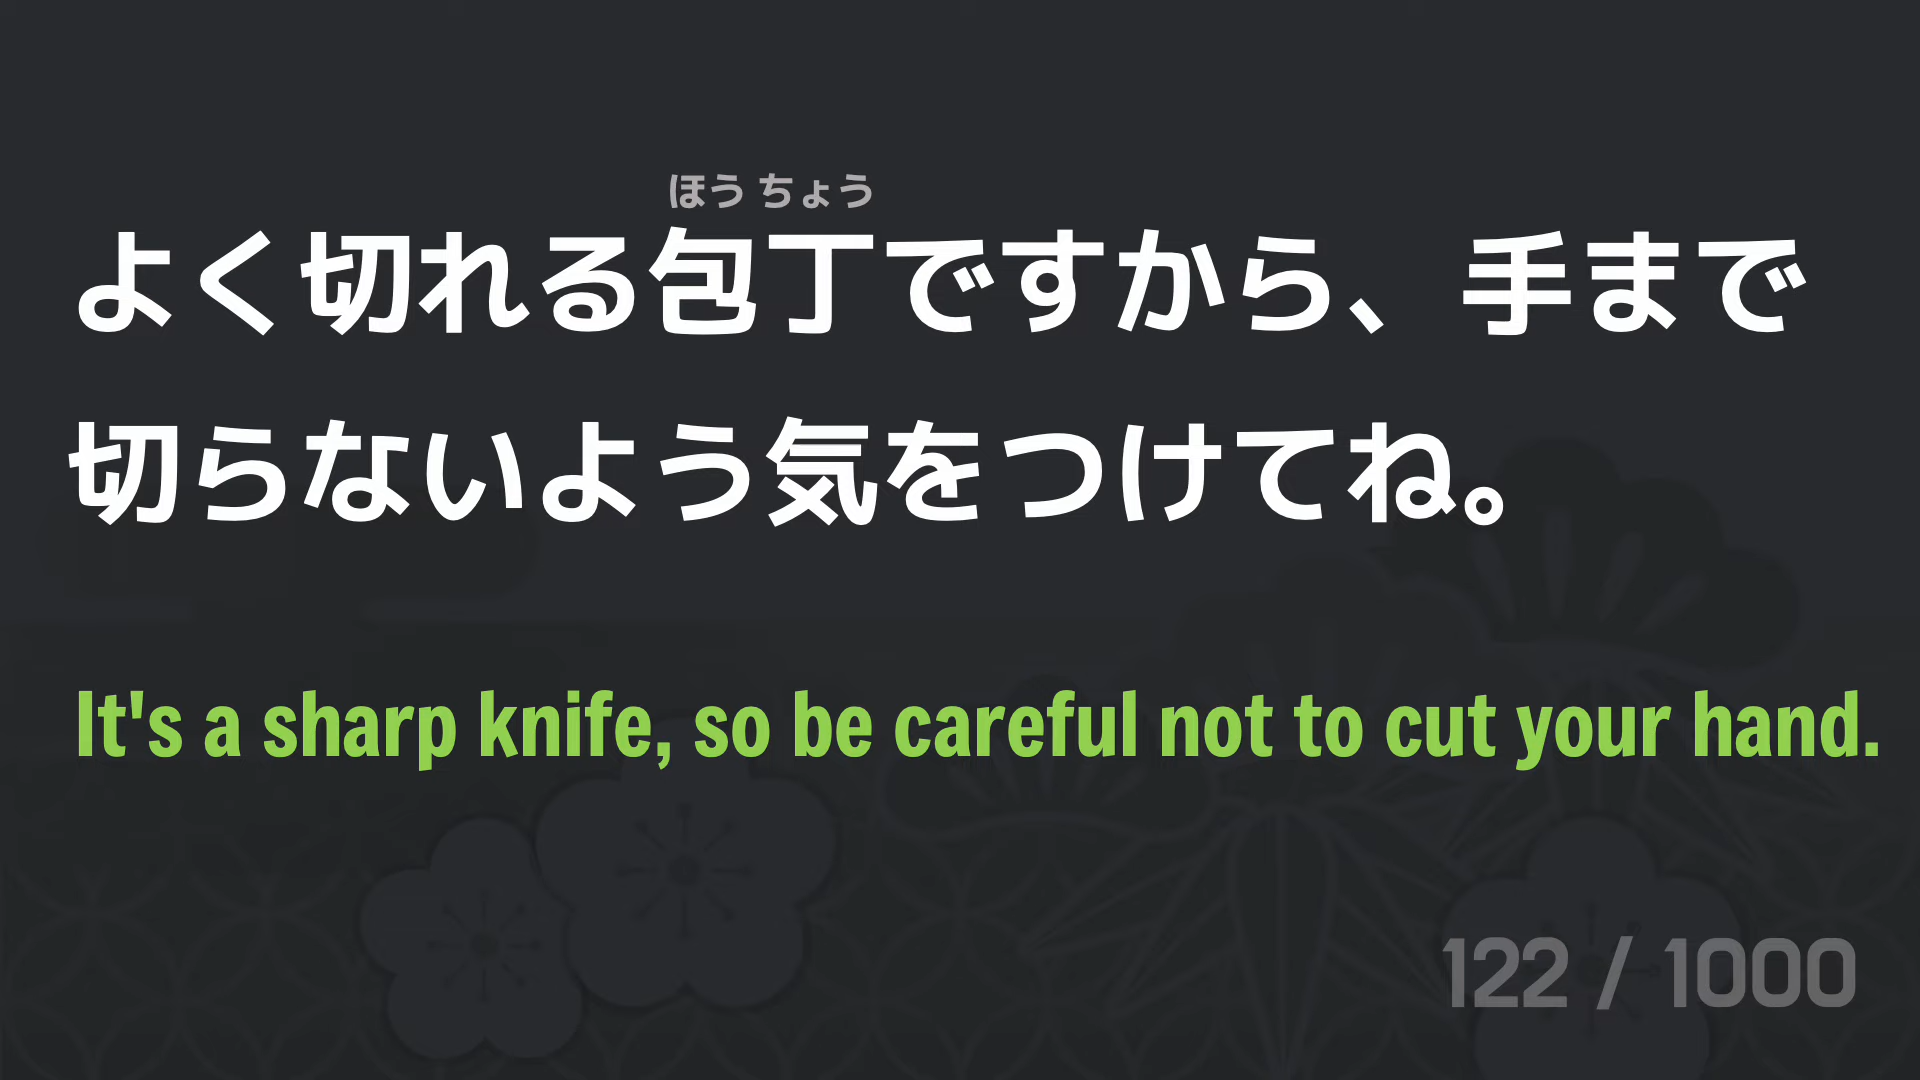 ほうちょう
よく切れる包丁ですから、手まで
切らないよう気をつけてね。
It's a sharp knife, so be careful not to cut your hand.
122 / 1000